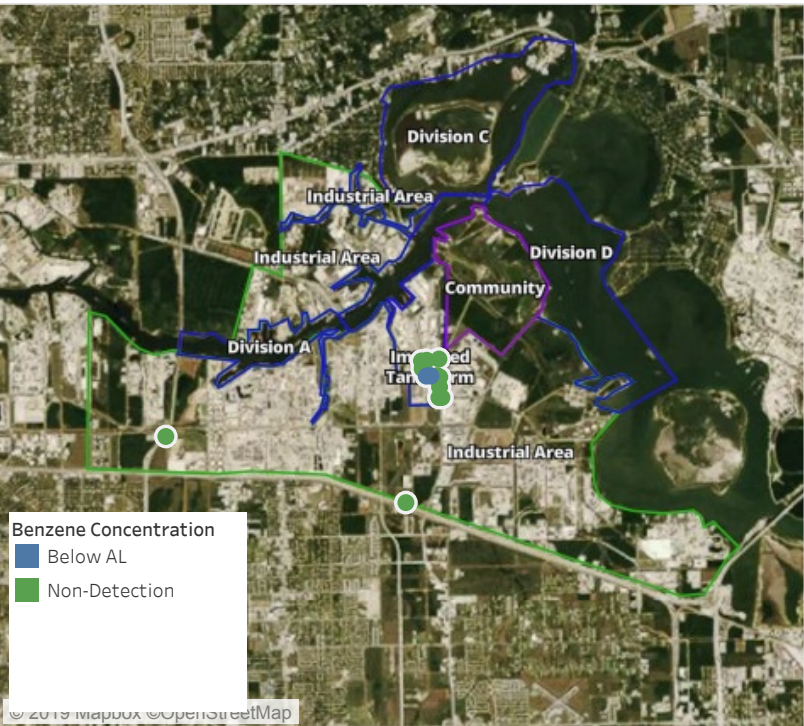 Division C
Industrial Area
Division D
Industrial Area
Community
Division A
Industrial Area
Benzene Concentration
Below AL
Non-Detection
© 2019 Mapbox ©OpenStreetMap